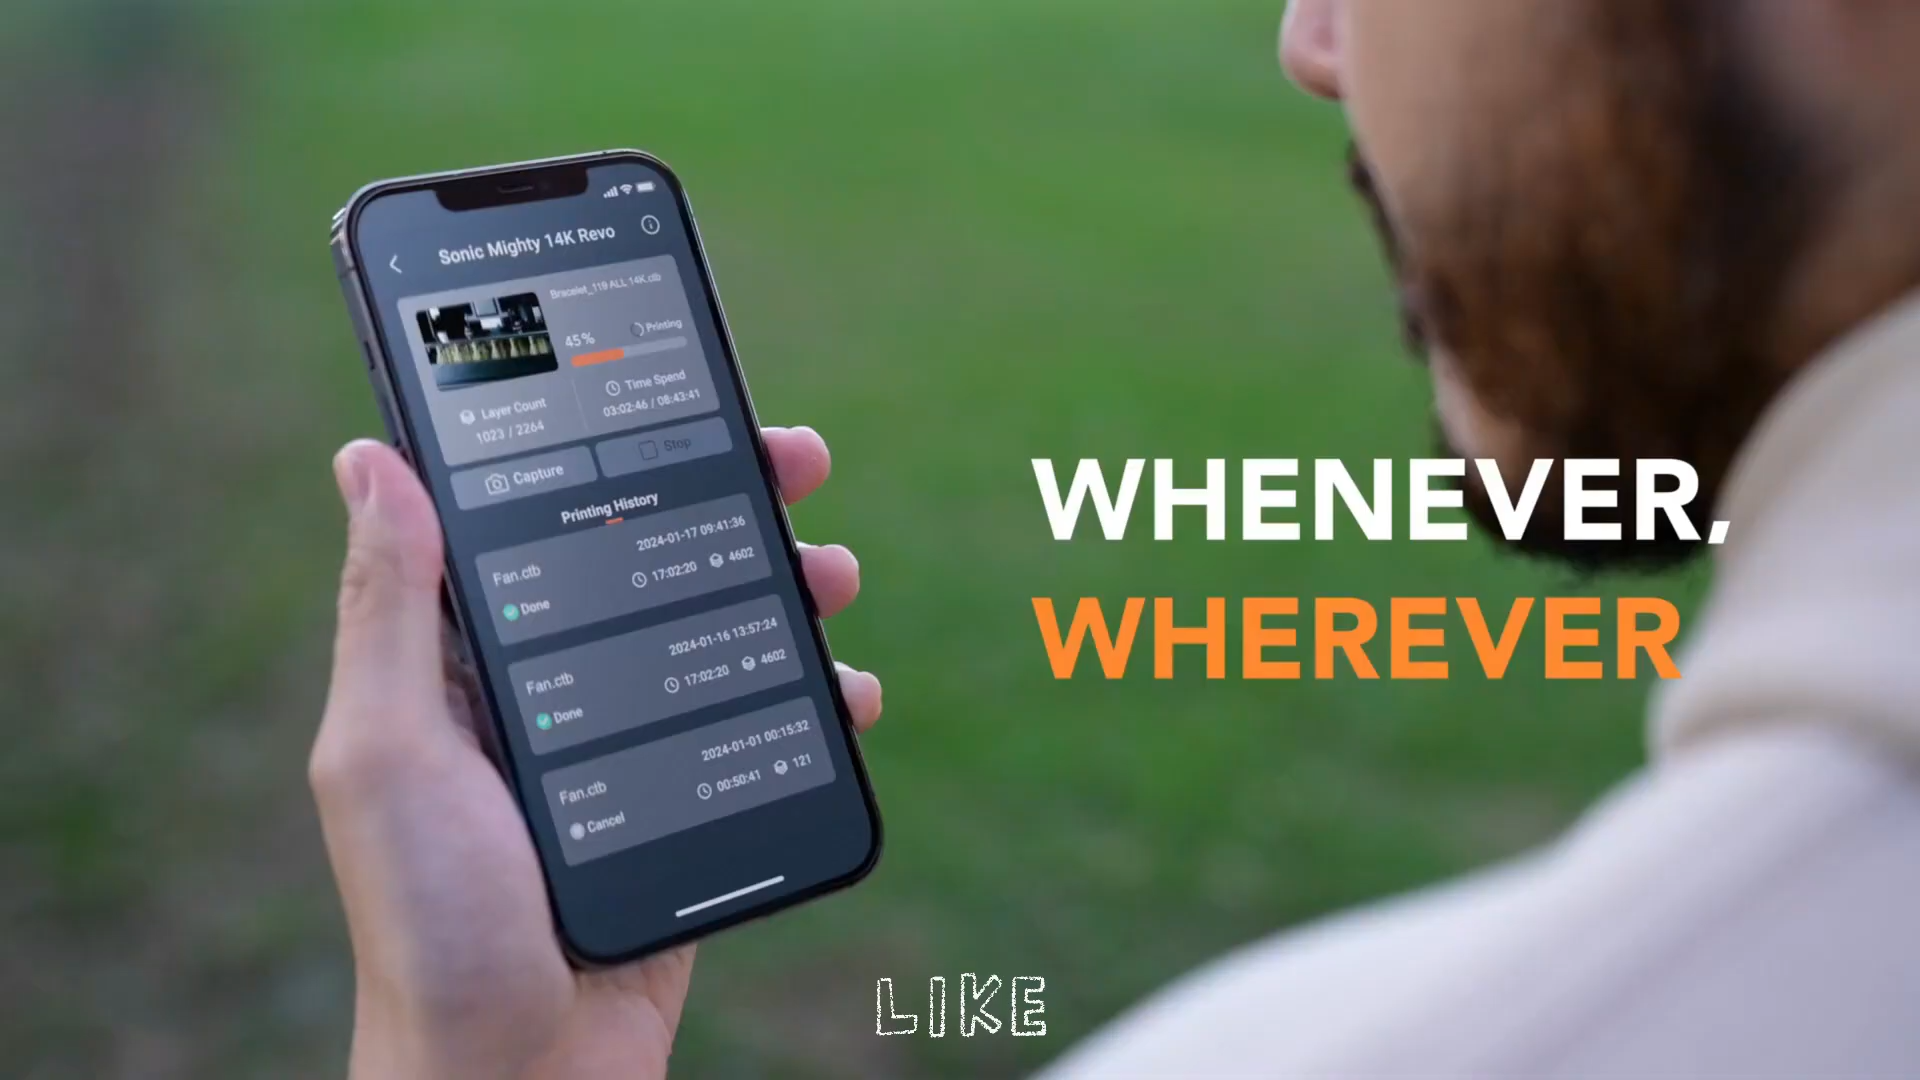 Sonic Mighty 14K Revo
Bracelet_119 ALL 14K.ctb
45%
Printing
Layer Count
1023 / 2264
Time Spend
03:02:46 / 08:43:41
Capture
Stop
Printing History
2024-01-17 09:41:36
Fan.ctb
17:02:20
4602
Done
2024-01-16 13:57:24
Fan.ctb
17:02:20
4602
Done
2024-01-01 00:15:32
Fan.ctb
00:50:41
121
Cancel
WHENEVER,
WHEREVER
LIKE